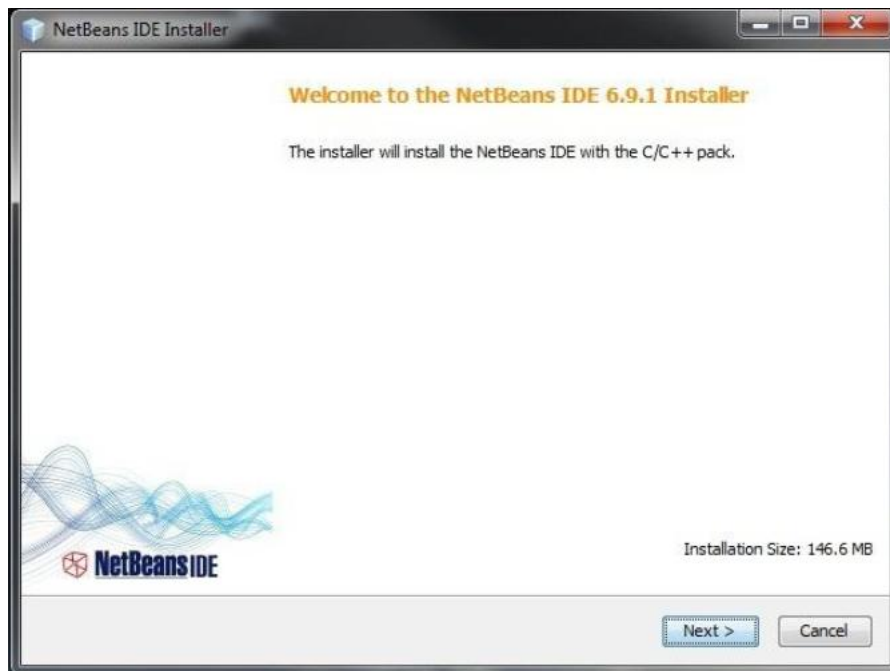 NetBeans IDE Installer
Welcome to the NetBeans IDE 6.9.1 Installer
The installer will install the NetBeans IDE with the C/C++ pack.
NetBeans IDE
Installation Size: 146.6 MB
Next >
Cancel